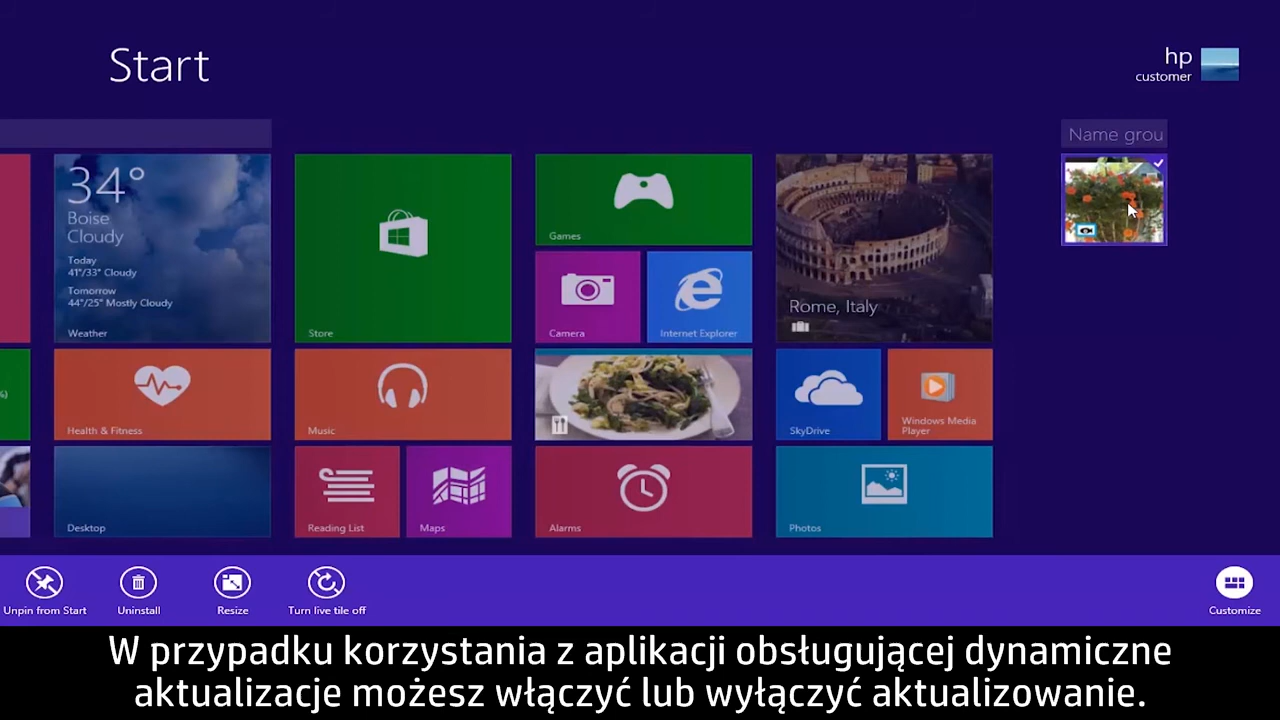 Start
hp
customer
Name grou
34°
Boise
Cloudy
Today
41°/33° Cloudy
Tomorrow
44°/25° Mostly Cloudy
Weather
Store
Games
Camera
Internet Explorer
Rome, Italy
%)
Health & Fitness
Music
SkyDrive
Windows Media
Player
Desktop
Reading List
Maps
Alarms
Photos
Unpin from Start
Uninstall
Resize
Turn live tile off
Customize
W przypadku korzystania z aplikacji obsługującej dynamiczne
aktualizacje możesz włączyć lub wyłączyć aktualizowanie.